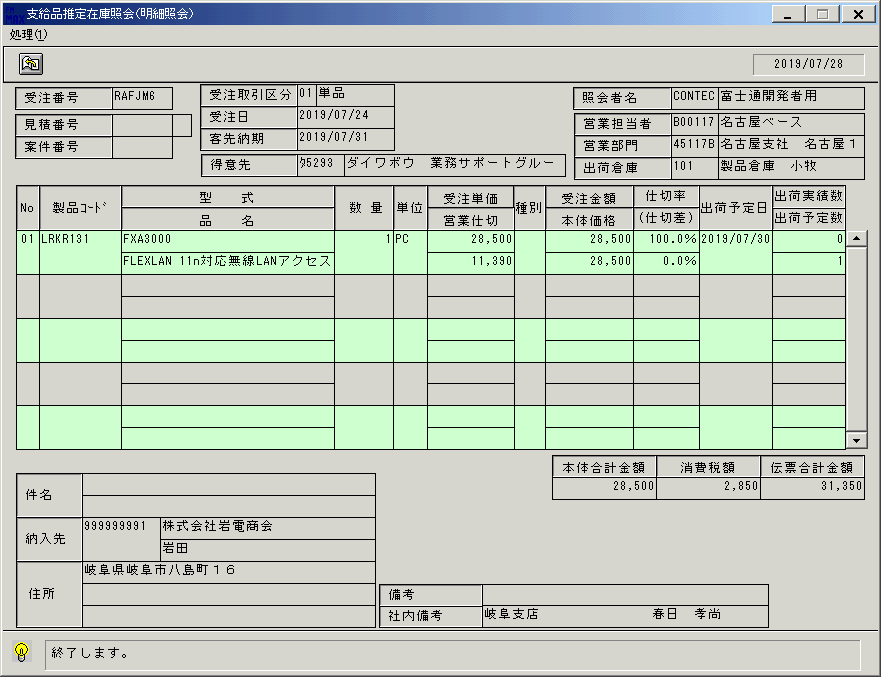 支給品推定在庫照会(明細照会)
処理(1)
2019/07/28
受注番号 RAFJM6
見積番号
案件番号
受注取引区分 01 単品
受注日 2019/07/24
客先納期 2019/07/31
得意先 ﾀ5293 ダイワボウ 業務サポートグルー
照会者名 CONTEC 富士通開発者用
営業担当者 B00117 名古屋ベース
営業部門 45117B 名古屋支社 名古屋1
出荷倉庫 101 製品倉庫 小牧
No 製品ｺｰﾄﾞ 型 式 数 量 単位 受注単価 種別 受注金額 仕切率 出荷予定日 出荷実績数
品 名 営業仕切 本体価格 (仕切差) 出荷予定数
01 LRKR131 FXA3000 1 PC 28,500 28,500 100.0% 2019/07/30 0
FLEXLAN 11n対応無線LANアクセス 11,390 28,500 0.0% 1
本体合計金額 消費税額 伝票合計金額
28,500 2,850 31,350
件名
納入先 999999991 株式会社岩電商会
岩田
住所 岐阜県岐阜市八島町16
備考
社内備考 岐阜支店 春日 孝尚
終了します。